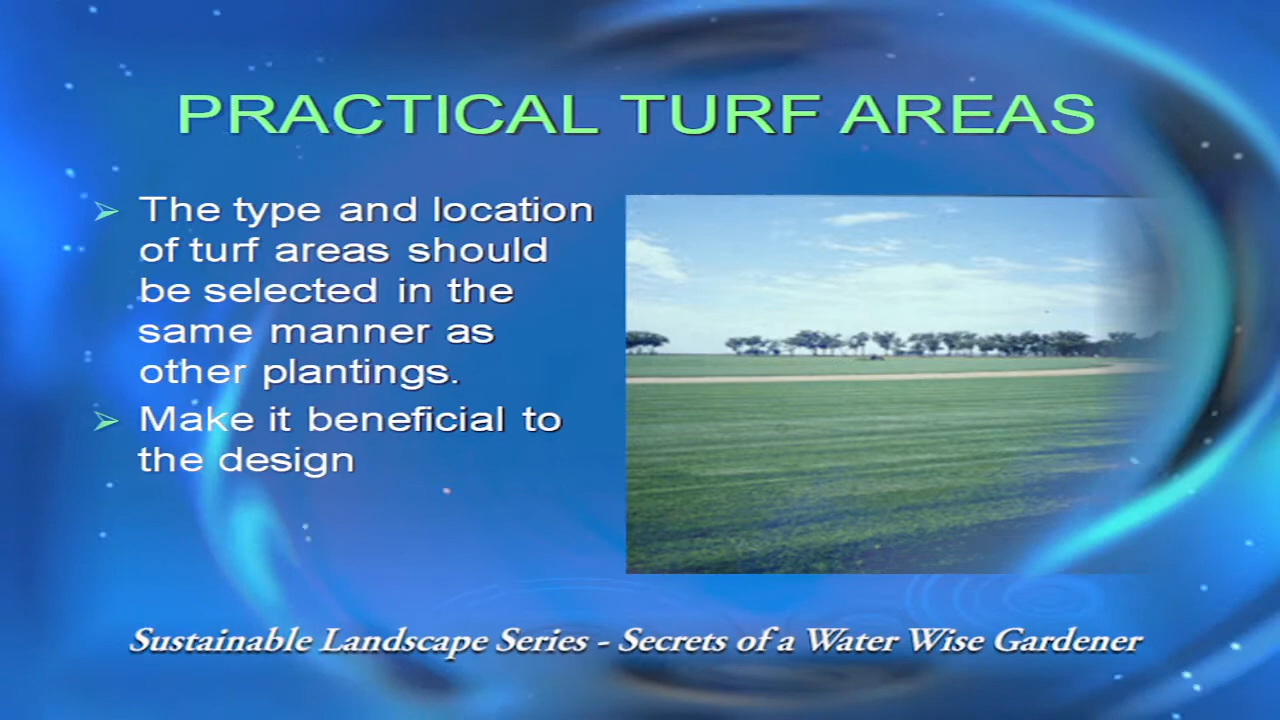 PRACTICAL TURF AREAS
➢ The type and location
of turf areas should
be selected in the
same manner as
other plantings.
➢ Make it beneficial to
the design
Sustainable Landscape Series - Secrets of a Water Wise Gardener